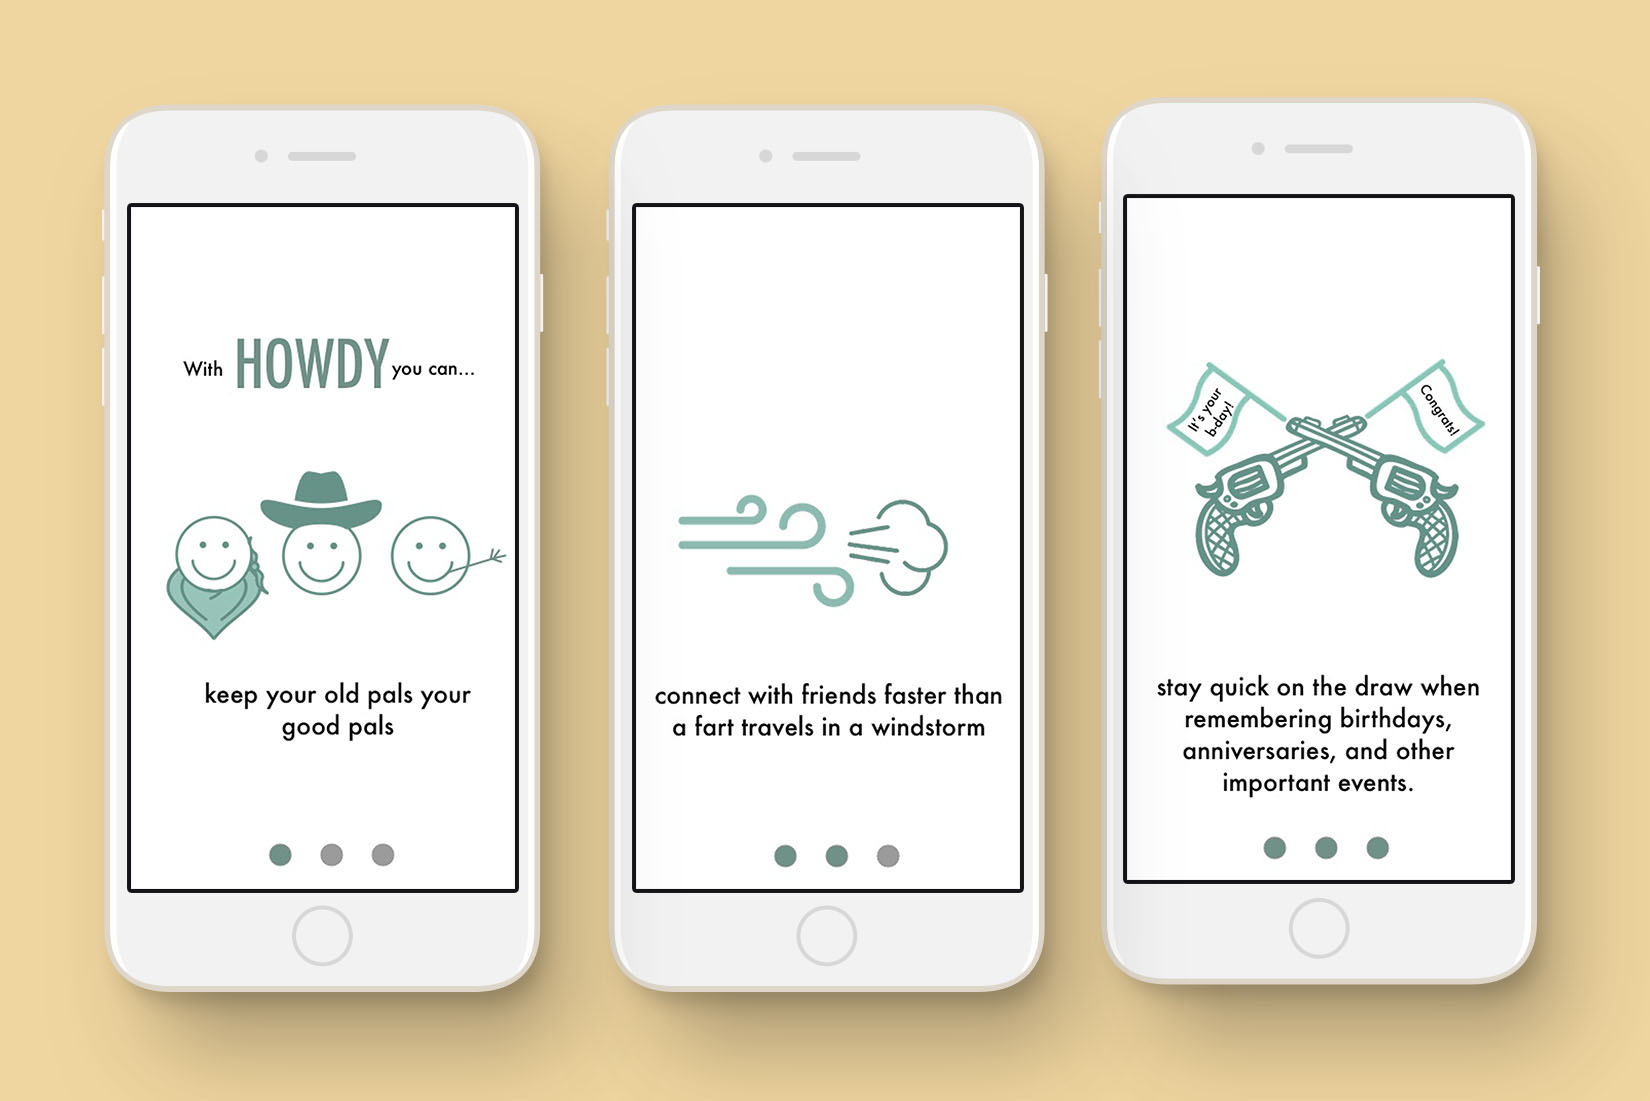 With HOWDY you can...
keep your old pals your
good pals
connect with friends faster than
a fart travels in a windstorm
It's your
b-day!
Congrats!
stay quick on the draw when
remembering birthdays,
anniversaries, and other
important events.